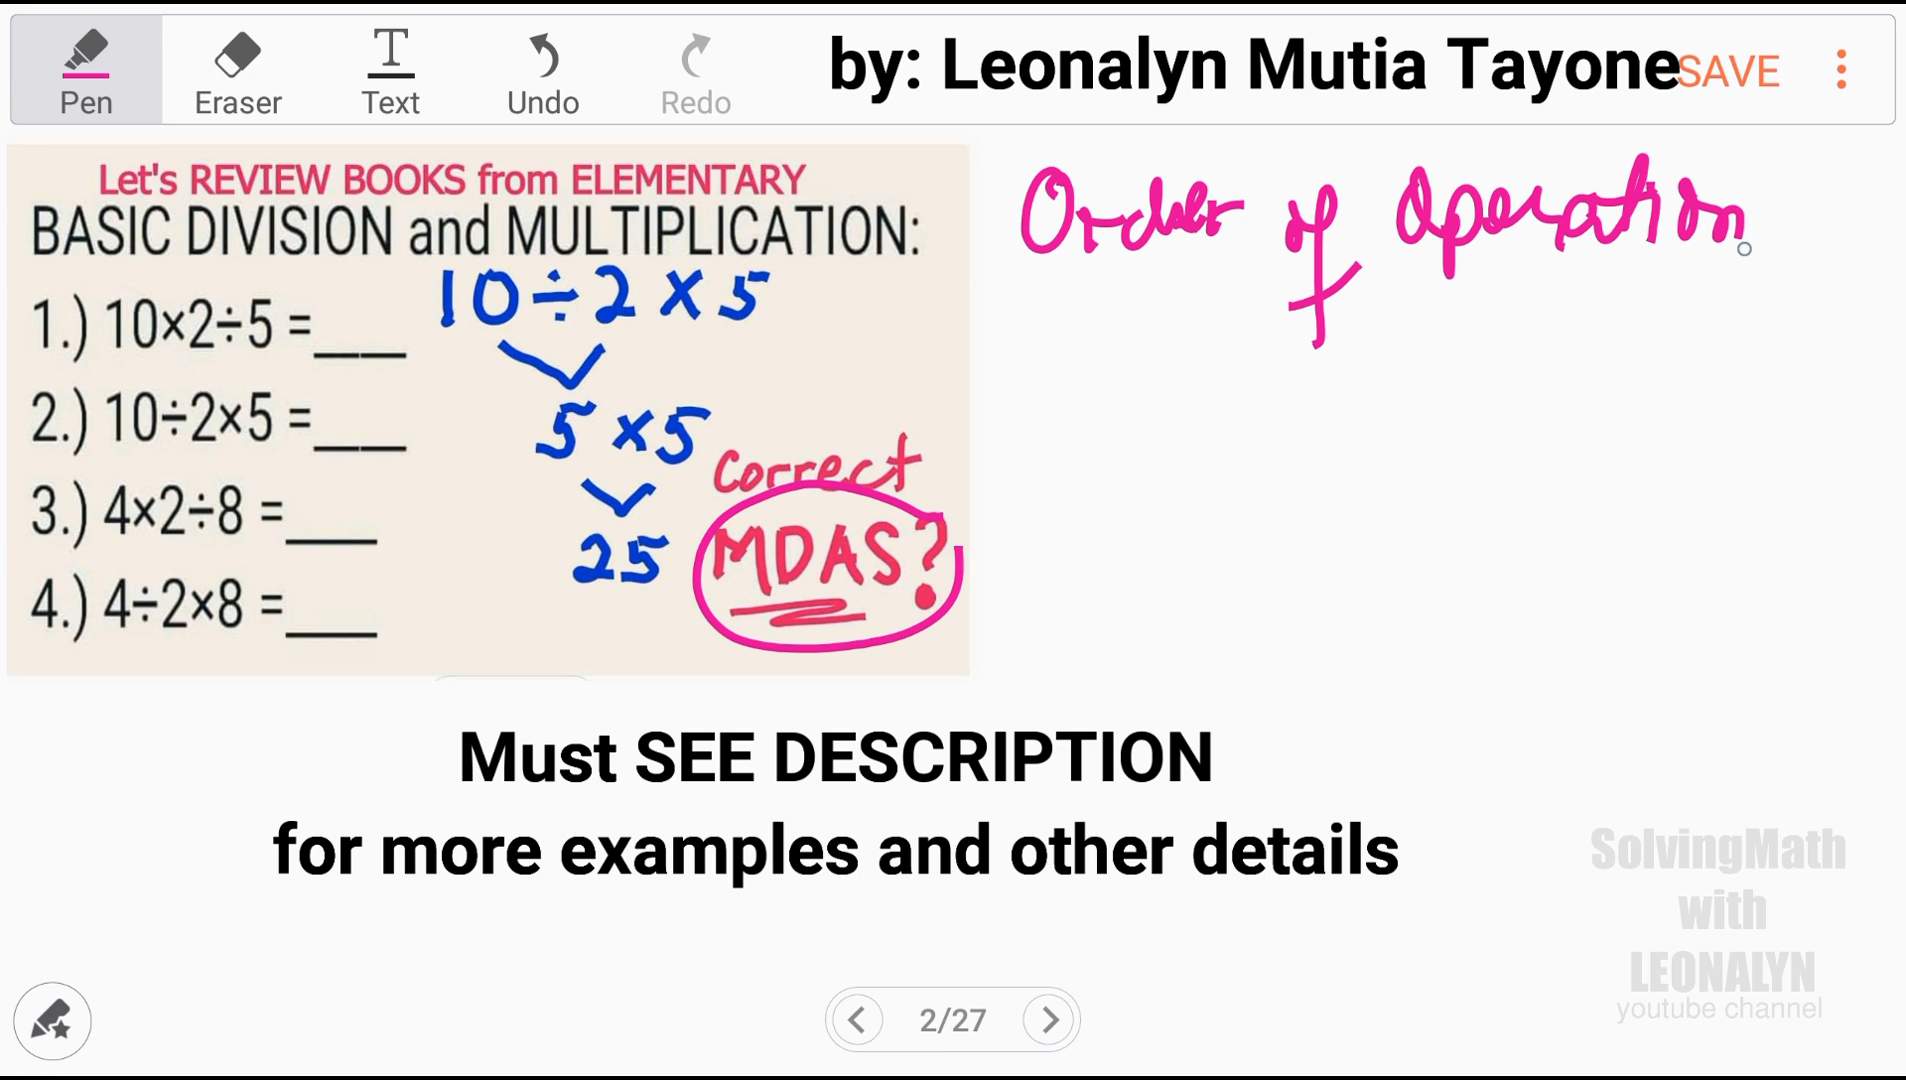 by: Leonalyn Mutia Tayone
SAVE
Pen
Eraser
Text
Undo
Redo
Let's REVIEW BOOKS from ELEMENTARY
BASIC DIVISION and MULTIPLICATION:
1.) 10×2÷5 =___
2.) 10÷2×5 =___
3.) 4×2÷8 =___
4.) 4÷2×8 =___
10÷2×5
5×5
25
Correct
MDAS?
Order of Operation
Must SEE DESCRIPTION
for more examples and other details
SolvingMath
with
LEONALYN
youtube channel
2/27